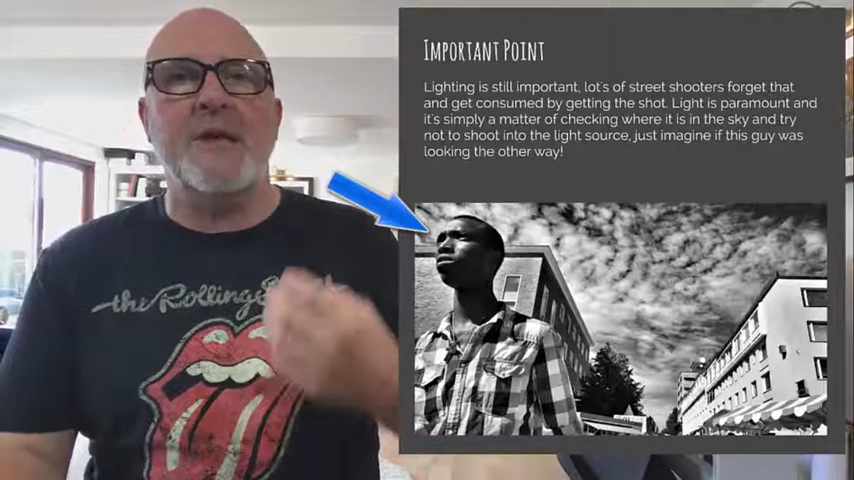 IMPORTANT POINT
Lighting is still important, lot's of street shooters forget that
and get consumed by getting the shot. Light is paramount and
it's simply a matter of checking where it is in the sky and try
not to shoot into the light source, just imagine if this guy was
looking the other way!
the Rolling